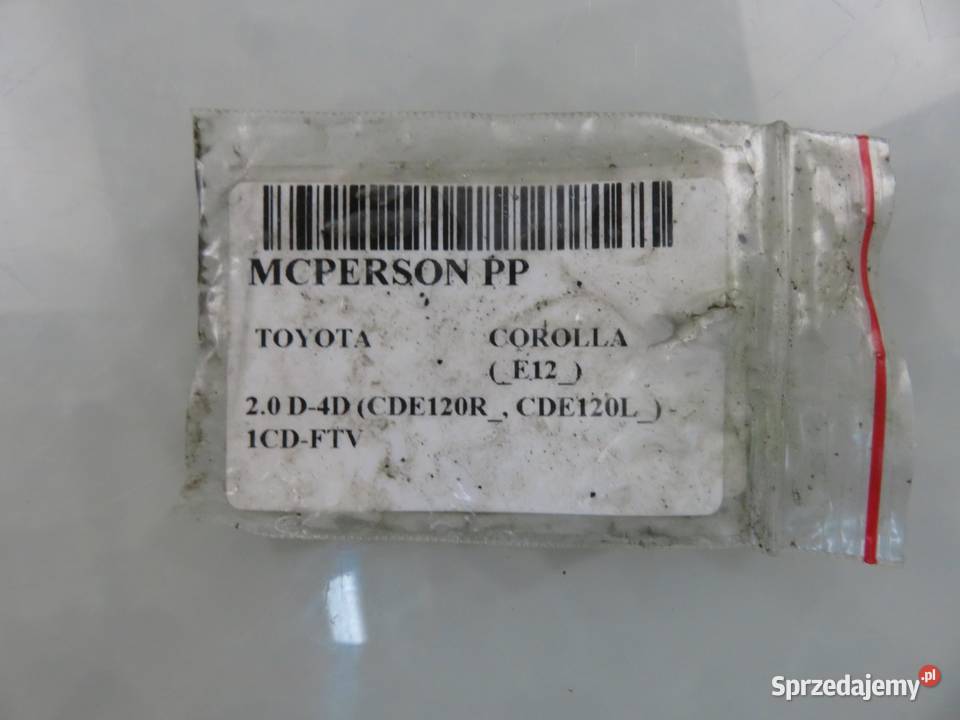 MCPERSON PP
TOYOTA COROLLA
(_E12_)
2.0 D-4D (CDE120R_, CDE120L_)
1CD-FTV
Sprzedajemy.pl